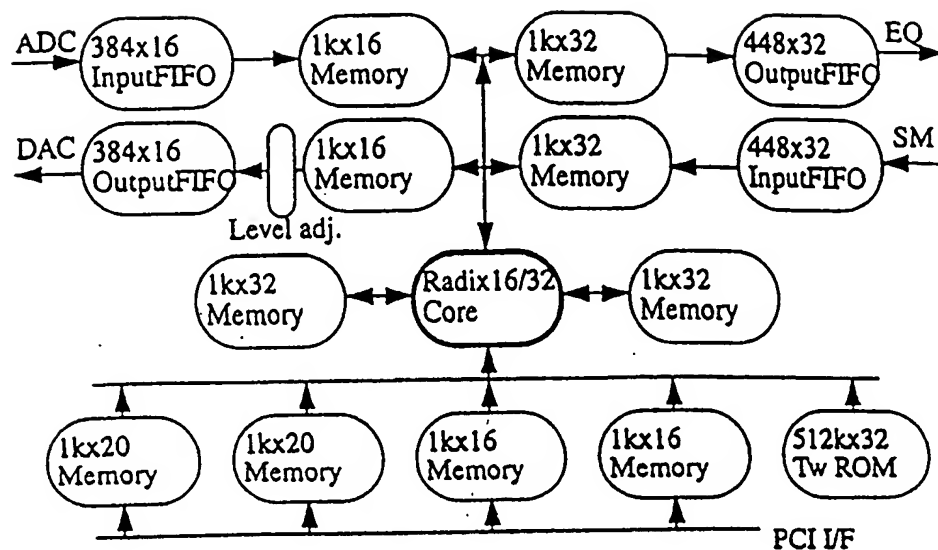 ADC
384x16
InputFIFO
1kx16
Memory
1kx32
Memory
448x32
OutputFIFO
EQ
DAC
384x16
OutputFIFO
Level adj.
1kx16
Memory
1kx32
Memory
448x32
InputFIFO
SM
1kx32
Memory
Radix16/32
Core
1kx32
Memory
1kx20
Memory
1kx20
Memory
1kx16
Memory
1kx16
Memory
512kx32
Tw ROM
PCI I/F